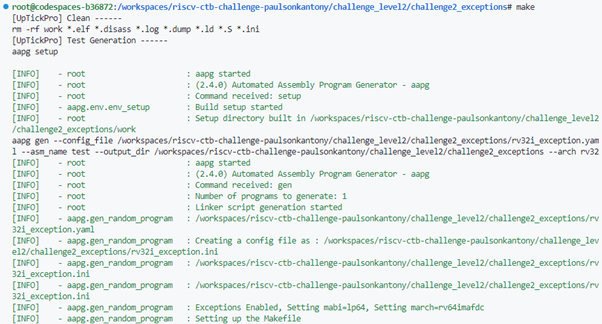 root@codespaces-b36872:/workspaces/riscv-ctb-challenge-paulsonkantony/challenge_level2/challenge2_exceptions# make
[UpTickPro] Clean ------
rm -rf work *.elf *.disass *.log *.dump *.ld *.S *.ini
[UpTickPro] Test Generation ------
aapg setup
[INFO]    - root                     : aapg started
[INFO]    - root                     : (2.4.0) Automated Assembly Program Generator - aapg
[INFO]    - root                     : Command received: setup
[INFO]    - aapg.env.env_setup       : Build setup started
[INFO]    - root                     : Setup directory built in /workspaces/riscv-ctb-challenge-paulsonkantony/challenge_level2
/challenge2_exceptions/work
aapg gen --config_file /workspaces/riscv-ctb-challenge-paulsonkantony/challenge_level2/challenge2_exceptions/rv32i_exception.yam
l --asm_name test --output_dir /workspaces/riscv-ctb-challenge-paulsonkantony/challenge_level2/challenge2_exceptions --arch rv32
[INFO]    - root                     : aapg started
[INFO]    - root                     : (2.4.0) Automated Assembly Program Generator - aapg
[INFO]    - root                     : Command received: gen
[INFO]    - root                     : Number of programs to generate: 1
[INFO]    - root                     : Linker script generation started
[INFO]    - aapg.gen_random_program  : /workspaces/riscv-ctb-challenge-paulsonkantony/challenge_level2/challenge2_exceptions/rv
32i_exception.yaml
[INFO]    - aapg.gen_random_program  : Creating a config file as : /workspaces/riscv-ctb-challenge-paulsonkantony/challenge_lev
el2/challenge2_exceptions/rv32i_exception.ini
[INFO]    - aapg.gen_random_program  : /workspaces/riscv-ctb-challenge-paulsonkantony/challenge_level2/challenge2_exceptions/rv
32i_exception.ini
[INFO]    - aapg.gen_random_program  : /workspaces/riscv-ctb-challenge-paulsonkantony/challenge_level2/challenge2_exceptions/rv
32i_exception.ini
[INFO]    - aapg.gen_random_program  : Exceptions Enabled, Setting mabi=lp64, Setting march=rv64imafdc
[INFO]    - aapg.gen_random_program  : Setting up the Makefile